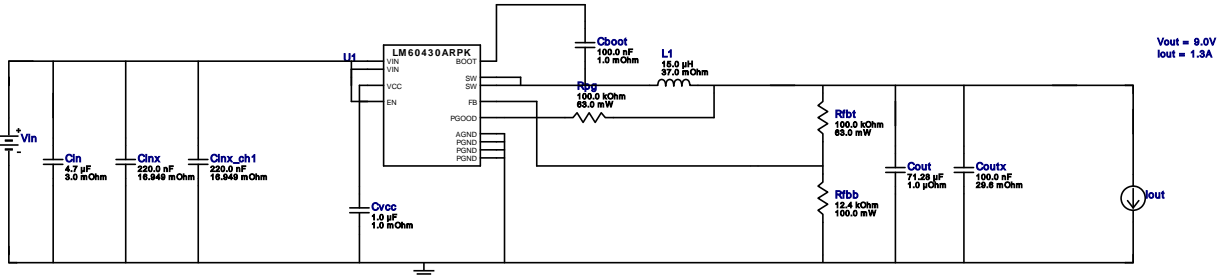 Vout = 9.0V
Iout = 1.3A
U1
LM60430ARPK
VIN
VIN
VCC
EN
BOOT
SW
SW
FB
PGOOD
AGND
PGND
PGND
PGND
Cboot
100.0 nF
1.0 mOhm
L1
15.0 µH
37.0 mOhm
Rpg
100.0 kOhm
63.0 mW
Vin
+
-
Cin
4.7 µF
3.0 mOhm
Cinx
220.0 nF
16.949 mOhm
Cinx_ch1
220.0 nF
16.949 mOhm
Cvcc
1.0 µF
1.0 mOhm
Rfbt
100.0 kOhm
63.0 mW
Rfbb
12.4 kOhm
100.0 mW
Cout
71.28 µF
1.0 µOhm
Coutx
100.0 nF
29.6 mOhm
Iout